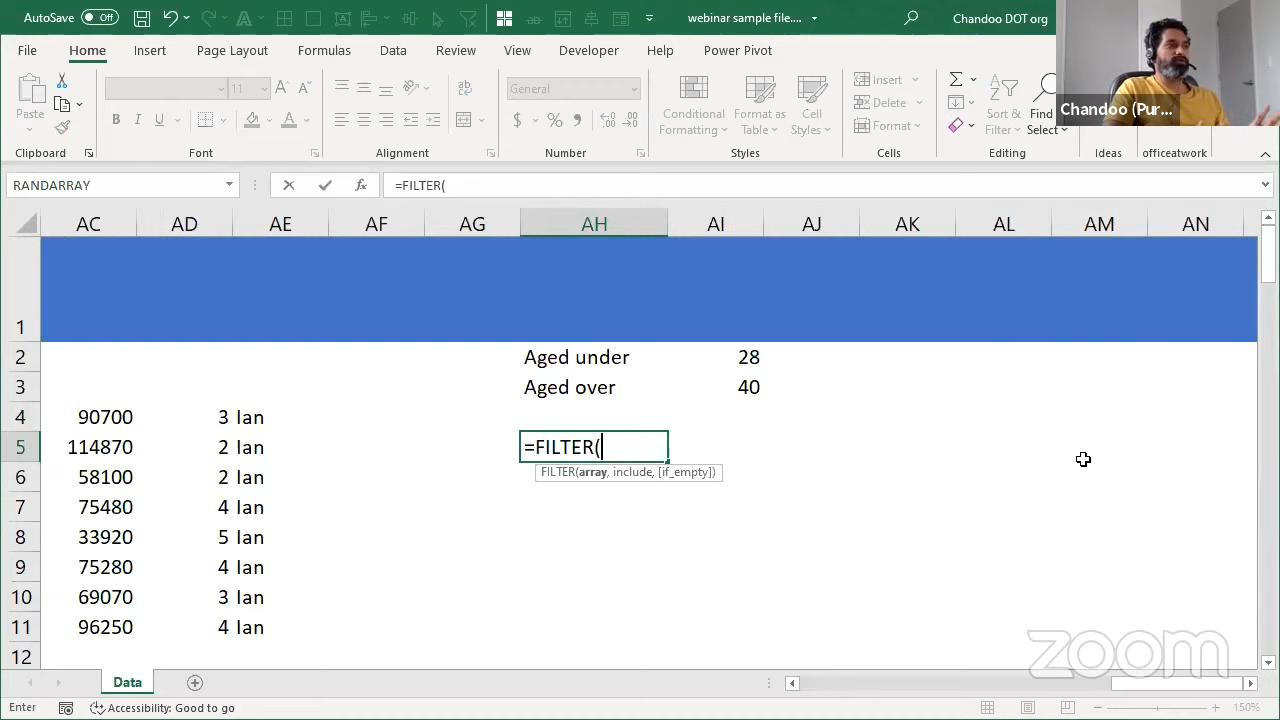 AutoSave Off webinar sample file.... Chandoo DOT org
File Home Insert Page Layout Formulas Data Review View Developer Help Power Pivot
Chandoo (Pur...
Paste
11
General
Conditional Formatting
Format as Table
Cell Styles
Insert
Delete
Format
Sort & Filter
Find Select
Clipboard Font Alignment Number Styles Cells Editing Ideas officeatwork
RANDARRAY =FILTER(
AC AD AE AF AG AH AI AJ AK AL AM AN
1
2 Aged under 28
3 Aged over 40
4 90700 3 Ian
5 114870 2 Ian =FILTER(
FILTER(array, include, [if_empty])
6 58100 2 Ian
7 75480 4 Ian
8 33920 5 Ian
9 75280 4 Ian
10 69070 3 Ian
11 96250 4 Ian
12
zoom
Data
Enter Accessibility: Good to go 150%